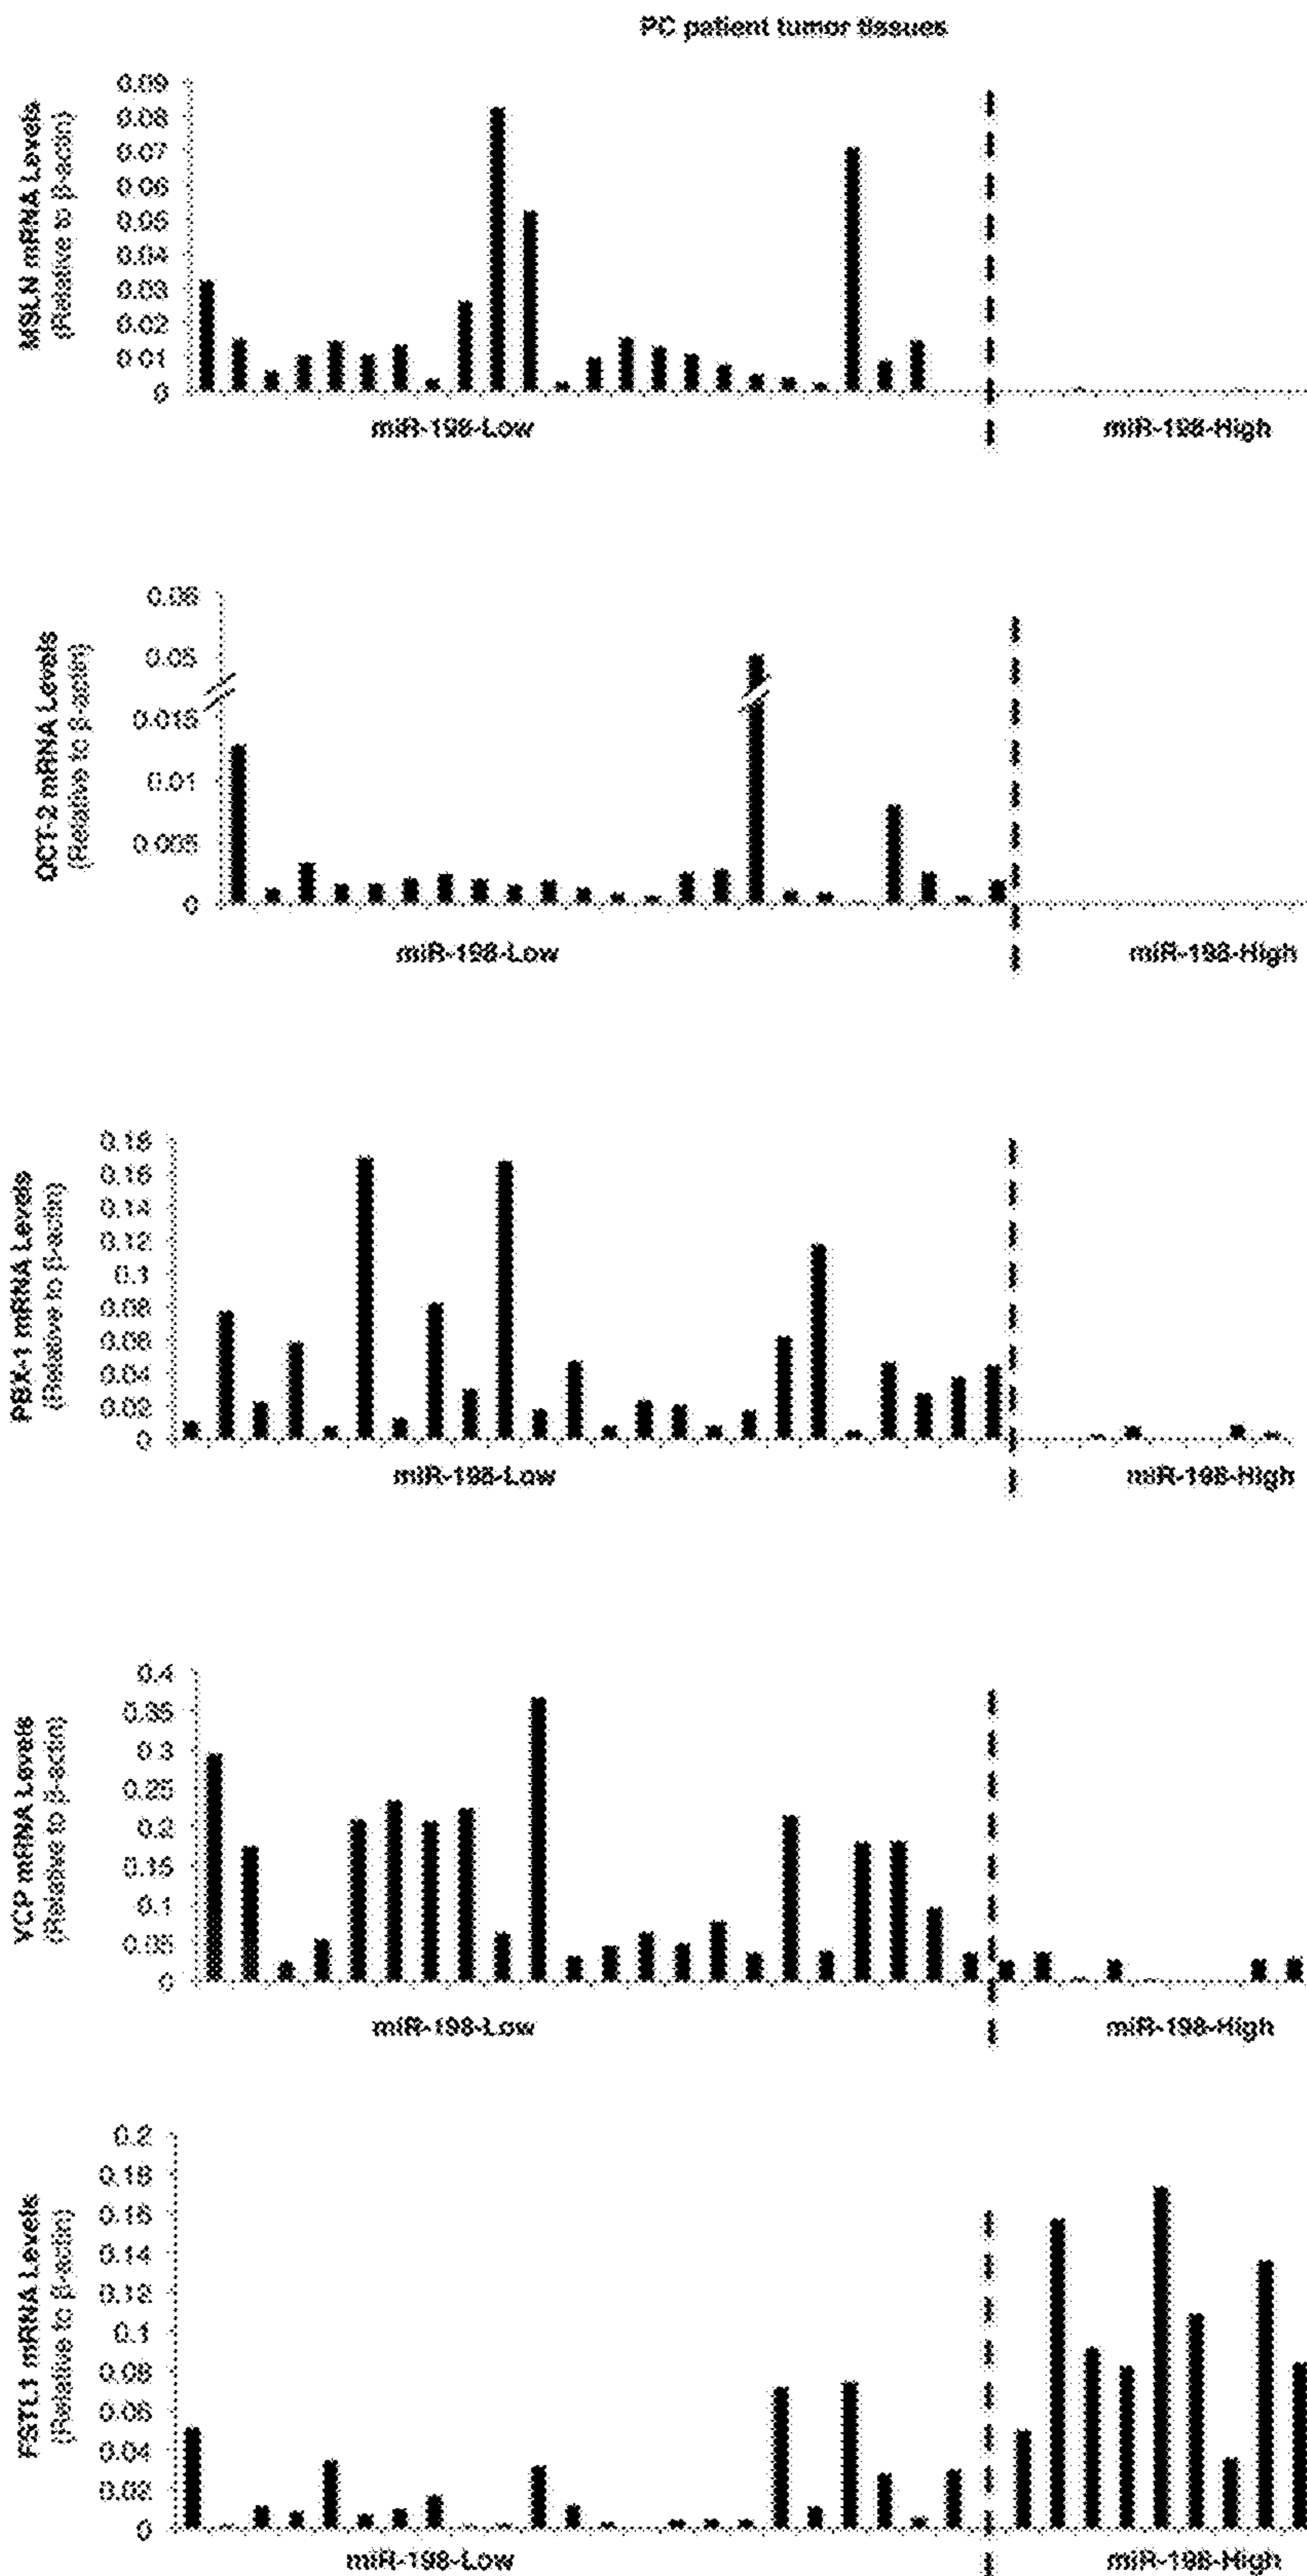 PC patient tumor tissues
MSLN mRNA Levels
(Relative to β-actin)
0.09
0.08
0.07
0.06
0.05
0.04
0.03
0.02
0.01
0
miR-198-Low
miR-198-High
OCT-2 mRNA Levels
(Relative to β-actin)
0.06
0.05
0.015
0.01
0.005
0
miR-198-Low
miR-198-High
PBX-1 mRNA Levels
(Relative to β-actin)
0.18
0.16
0.14
0.12
0.1
0.08
0.06
0.04
0.02
0
miR-198-Low
miR-198-High
VCP mRNA Levels
(Relative to β-actin)
0.4
0.35
0.3
0.25
0.2
0.15
0.1
0.05
0
miR-198-Low
miR-198-High
FSTL1 mRNA Levels
(Relative to β-actin)
0.2
0.18
0.16
0.14
0.12
0.1
0.08
0.06
0.04
0.02
0
miR-198-Low
miR-198-High